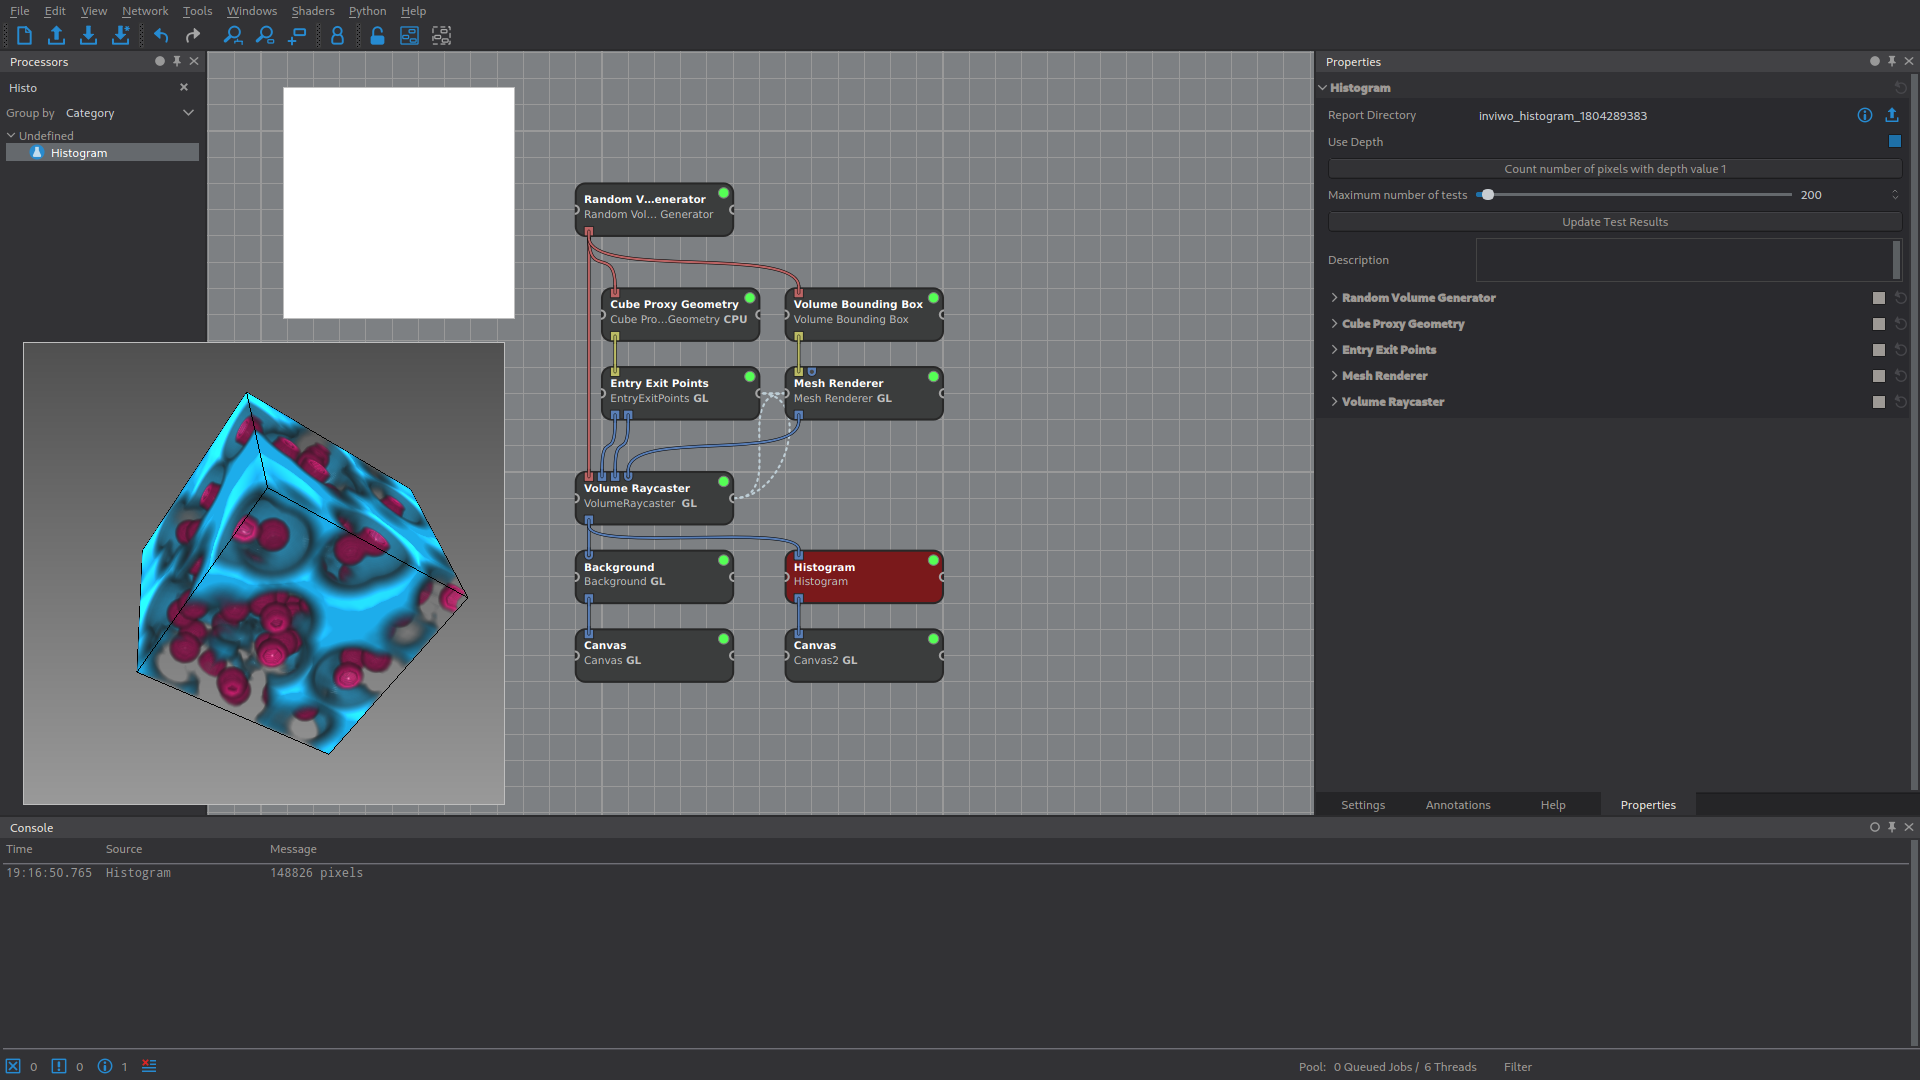 File Edit View Network Tools Windows Shaders Python Help
Processors
Histo
Group by Category
Undefined
Histogram
Random V...enerator
Random Vol... Generator
Cube Proxy Geometry
Cube Pro...Geometry CPU
Volume Bounding Box
Volume Bounding Box
Entry Exit Points
EntryExitPoints GL
Mesh Renderer
Mesh Renderer GL
Volume Raycaster
VolumeRaycaster GL
Background
Background GL
Histogram
Histogram
Canvas
Canvas GL
Canvas
Canvas2 GL
Properties
Histogram
Report Directory inviwo_histogram_1804289383
Use Depth
Count number of pixels with depth value 1
Maximum number of tests 200
Update Test Results
Description
Random Volume Generator
Cube Proxy Geometry
Entry Exit Points
Mesh Renderer
Volume Raycaster
Settings Annotations Help Properties
Console
Time Source Message
19:16:50.765 Histogram 148826 pixels
0 0 1
Pool: 0 Queued Jobs / 6 Threads Filter